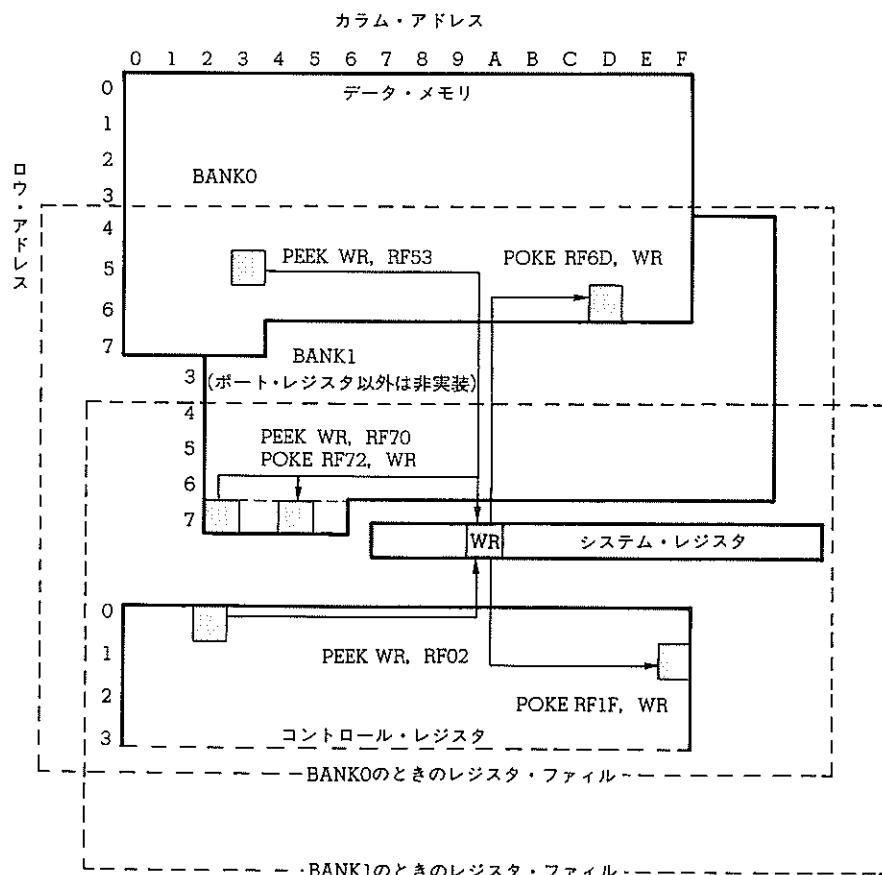 カラム・アドレス
0 1 2 3 4 5 6 7 8 9 A B C D E F
ロウ・アドレス
0
データ・メモリ
1
2
BANK0
3
4
5
PEEK WR, RF53
POKE RF6D, WR
6
7
BANK1
3
(ポート・レジスタ以外は非実装)
4
5
PEEK WR, RF70
POKE RF72, WR
6
7
WR
システム・レジスタ
0
1
PEEK WR, RF02
2
POKE RF1F, WR
3
コントロール・レジスタ
BANK0のときのレジスタ・ファイル
BANK1のときのレジスタ・ファイル